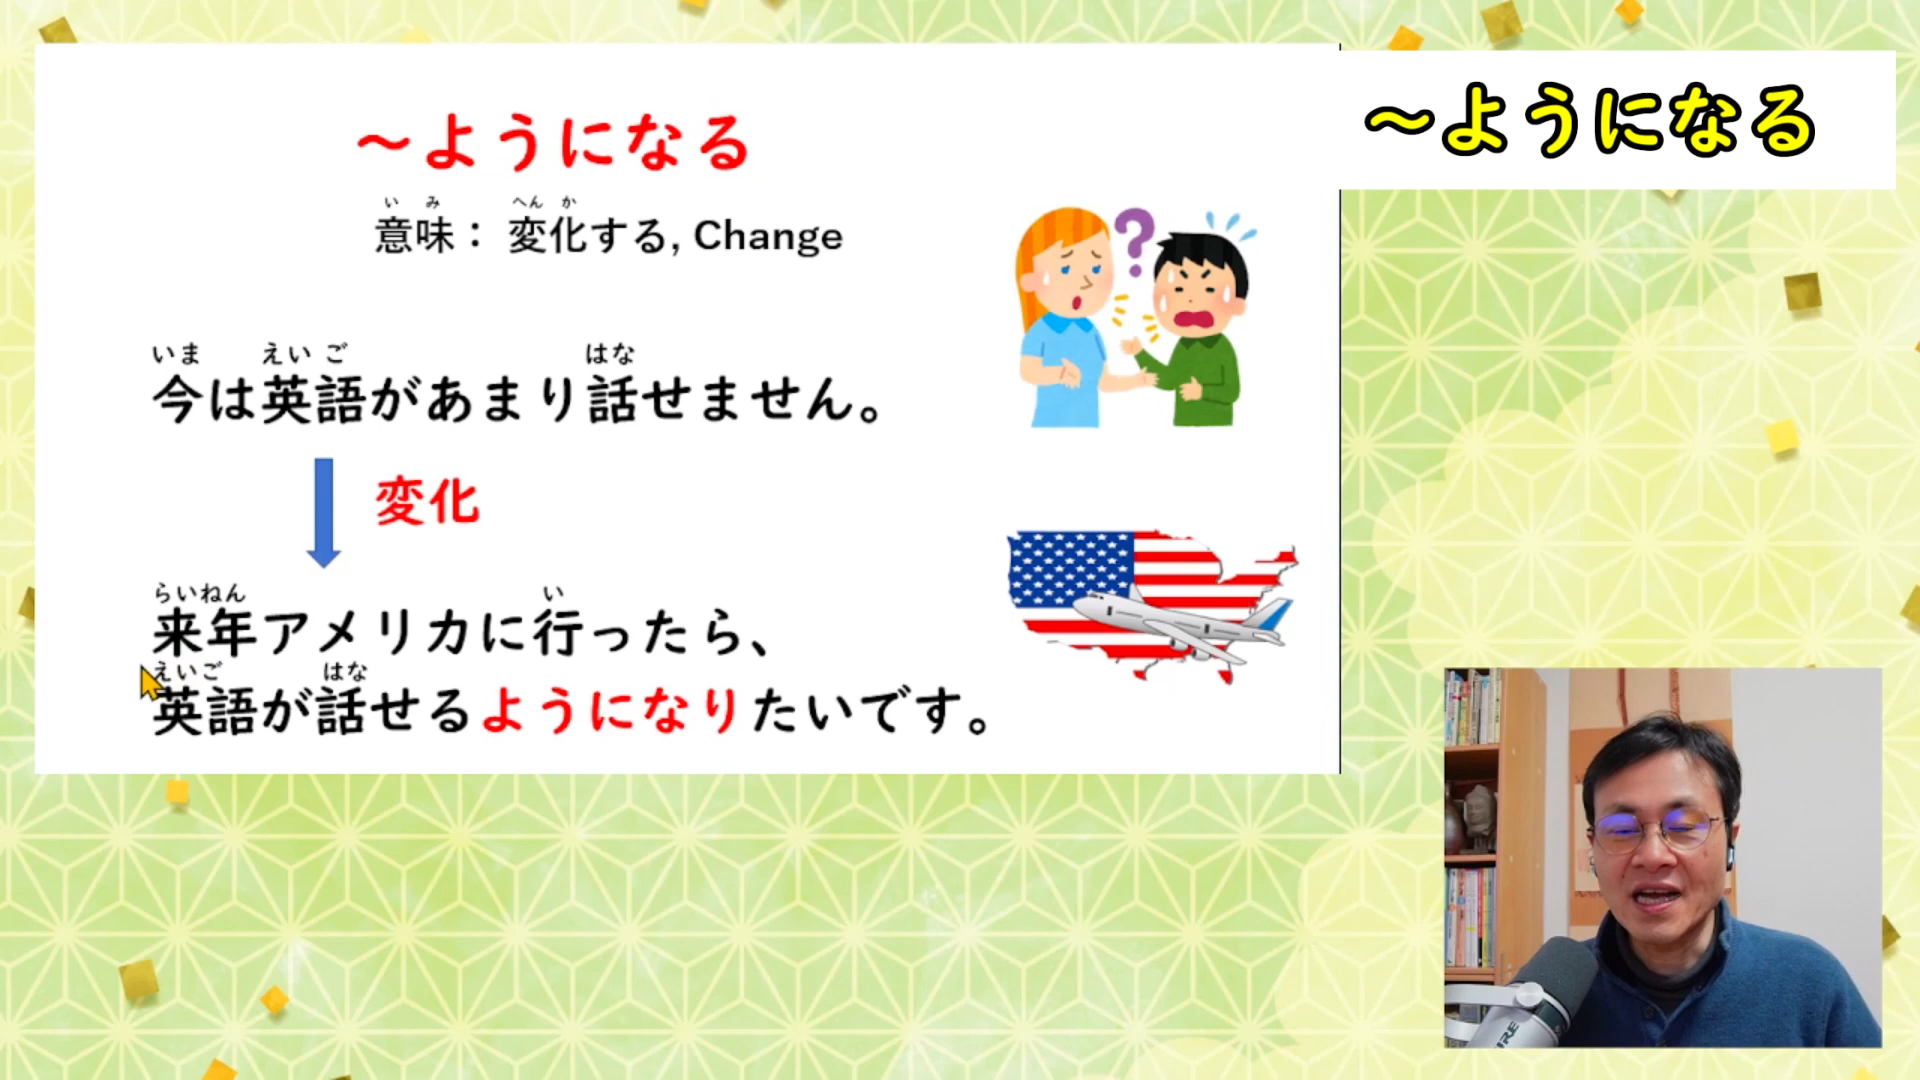 ～ようになる
～ようになる
い み へん か
意味： 変化する, Change
いま えい ご はな
今は英語があまり話せません。
変化
らいねん い
来年アメリカに行ったら、
えいご はな
英語が話せるようになりたいです。